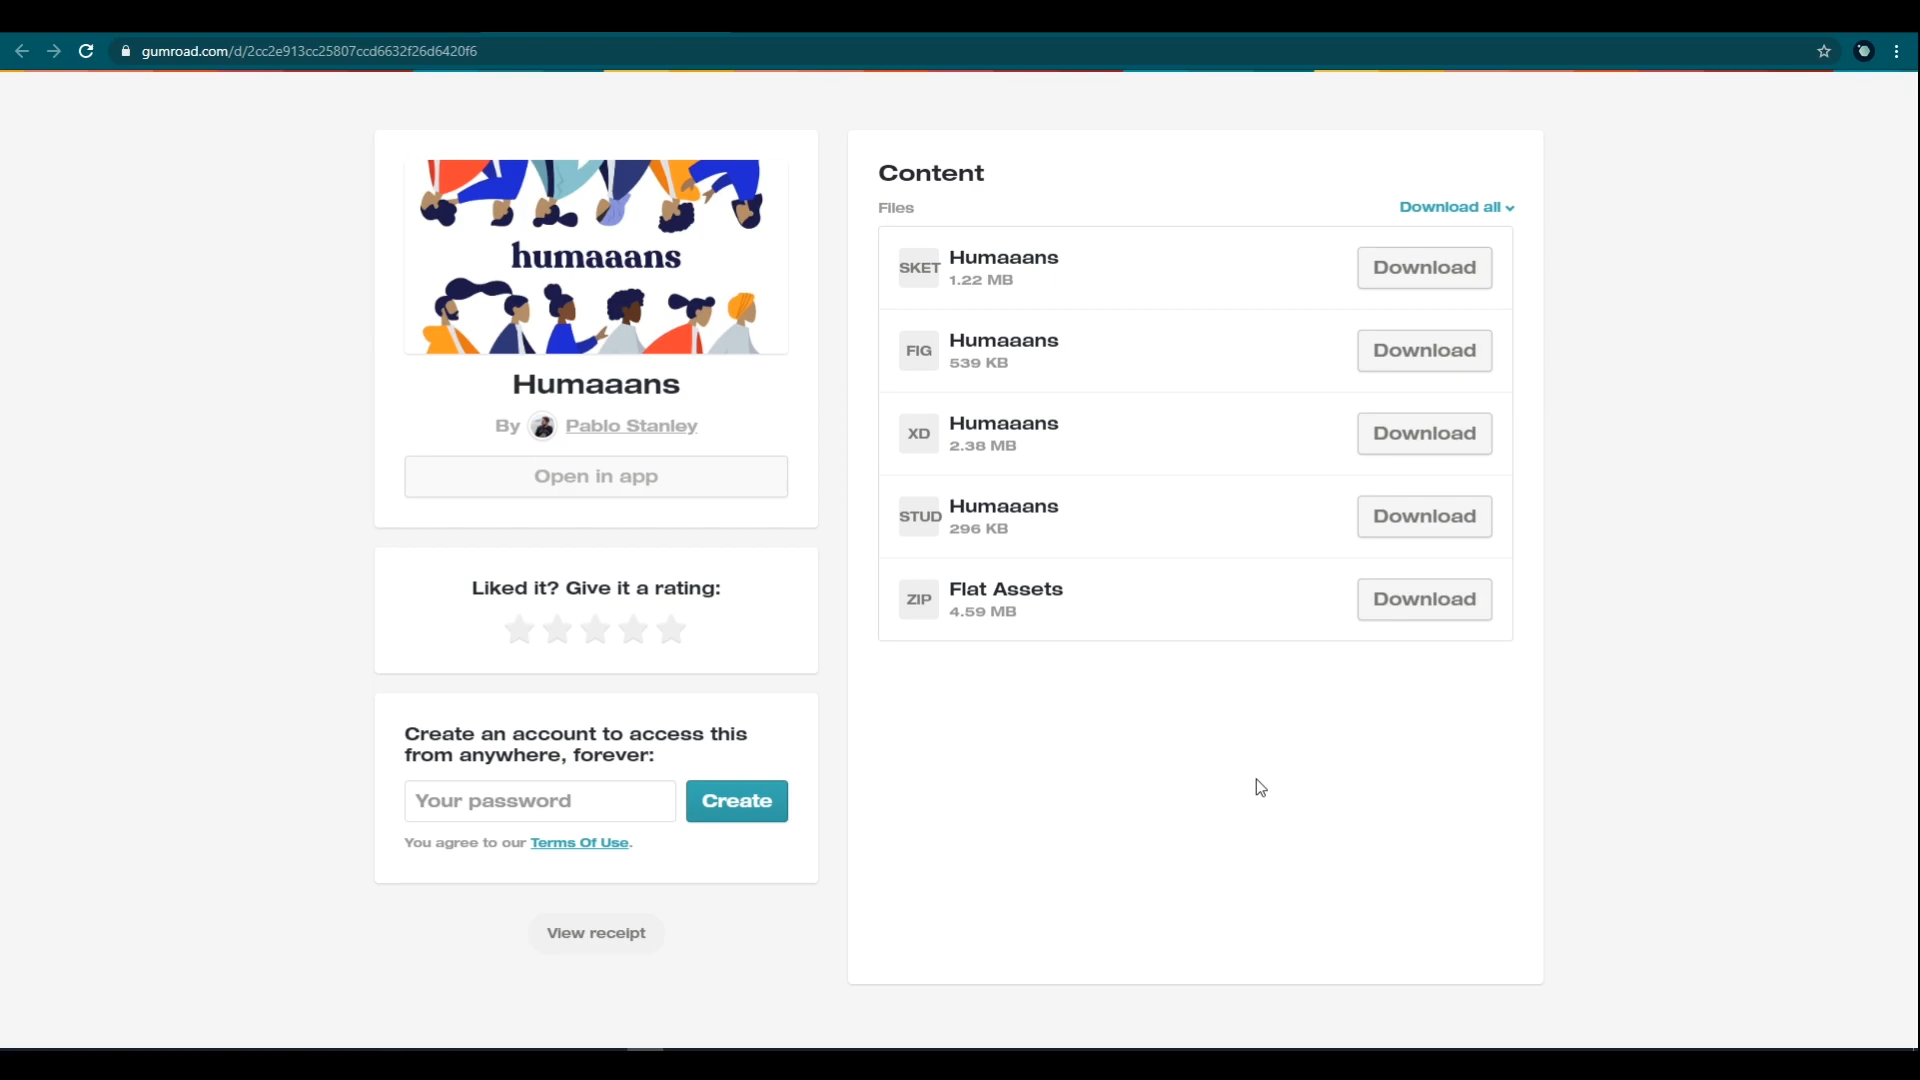 gumroad.com/d/2cc2e913cc25807ccd6632f26d6420f6
humaaans
Humaaans
By Pablo Stanley
Open in app
Liked it? Give it a rating:
Create an account to access this
from anywhere, forever:
Your password
Create
You agree to our Terms Of Use.
View receipt
Content
Files
Download all
SKET
Humaaans
1.22 MB
Download
FIG
Humaaans
539 KB
Download
XD
Humaaans
2.38 MB
Download
STUD
Humaaans
296 KB
Download
ZIP
Flat Assets
4.59 MB
Download